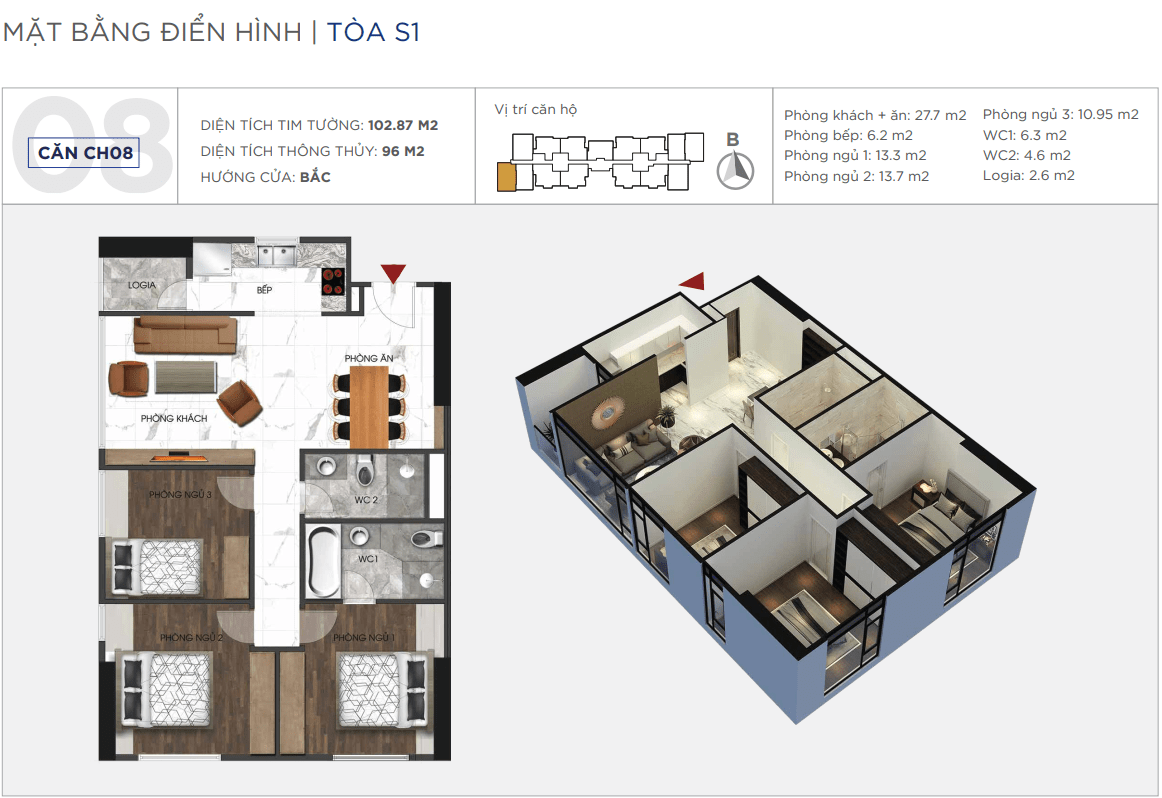 MẶT BẰNG ĐIỂN HÌNH | TÒA S1
08
CĂN CH08
DIỆN TÍCH TIM TƯỜNG: 102.87 M2
DIỆN TÍCH THÔNG THỦY: 96 M2
HƯỚNG CỬA: BẮC
Vị trí căn hộ
B
Phòng khách + ăn: 27.7 m2
Phòng bếp: 6.2 m2
Phòng ngủ 1: 13.3 m2
Phòng ngủ 2: 13.7 m2
Phòng ngủ 3: 10.95 m2
WC1: 6.3 m2
WC2: 4.6 m2
Logia: 2.6 m2
LOGIA
BẾP
PHÒNG ĂN
PHÒNG KHÁCH
PHÒNG NGỦ 3
WC 2
WC1
PHÒNG NGỦ 2
PHÒNG NGỦ 1